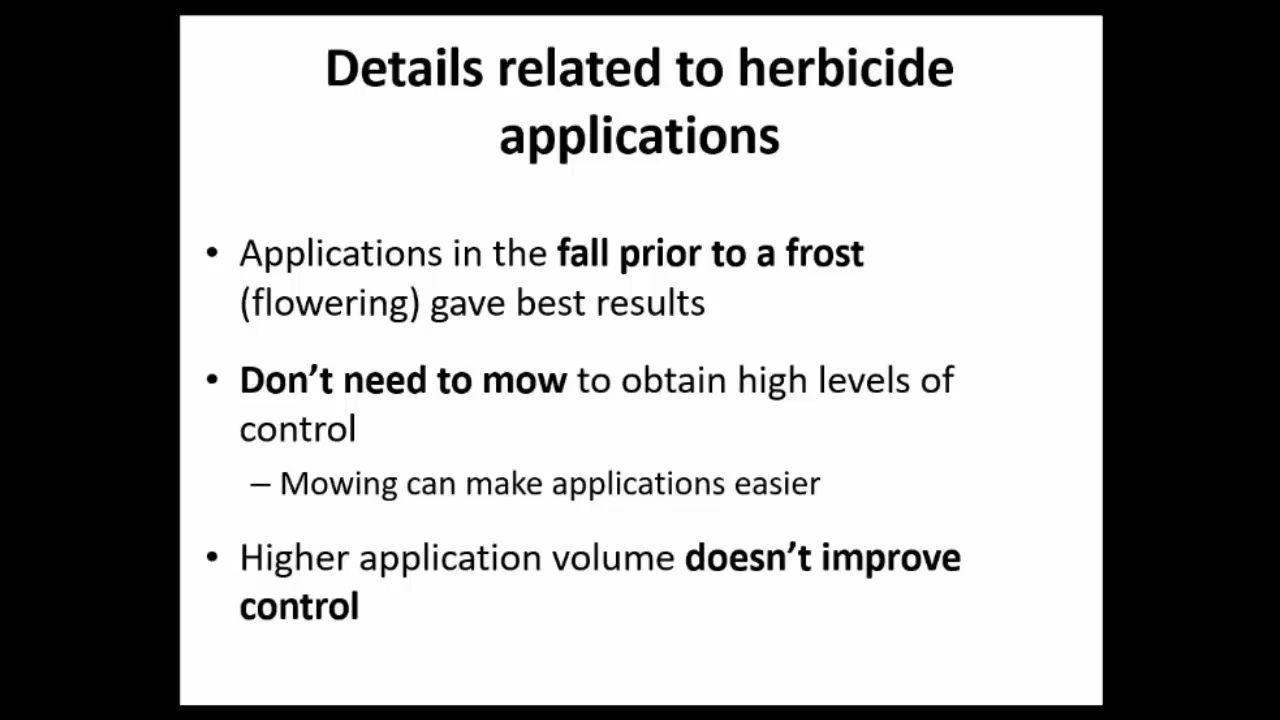 Details related to herbicide
applications
• Applications in the fall prior to a frost
(flowering) gave best results
• Don’t need to mow to obtain high levels of
control
– Mowing can make applications easier
• Higher application volume doesn’t improve
control